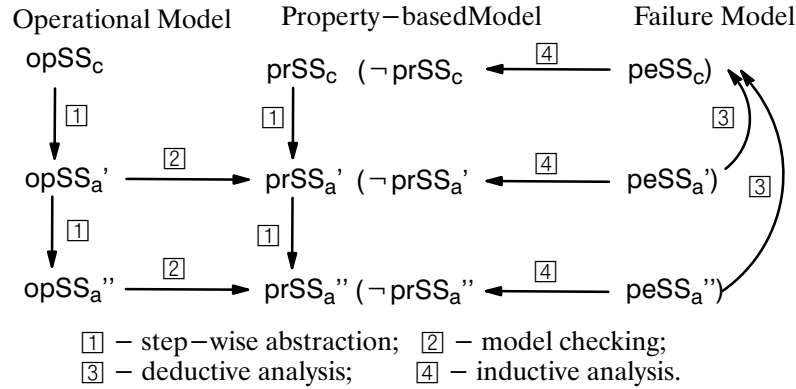 Operational Model Property-basedModel Failure Model
opSSc prSSc (¬ prSSc 4 peSSc)
1 1 3
opSSa' 2 prSSa' (¬ prSSa' 4 peSSa')
1 1 3
opSSa'' 2 prSSa'' (¬ prSSa'' 4 peSSa'')
1 – step-wise abstraction; 2 – model checking;
3 – deductive analysis; 4 – inductive analysis.